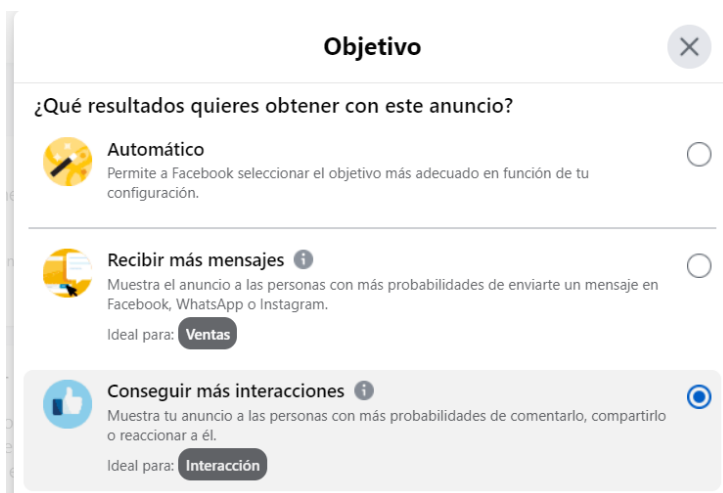 Objetivo
¿Qué resultados quieres obtener con este anuncio?
Automático
Permite a Facebook seleccionar el objetivo más adecuado en función de tu
configuración.
Recibir más mensajes
Muestra el anuncio a las personas con más probabilidades de enviarte un mensaje en
Facebook, WhatsApp o Instagram.
Ideal para: Ventas
Conseguir más interacciones
Muestra tu anuncio a las personas con más probabilidades de comentarlo, compartirlo
o reaccionar a él.
Ideal para: Interacción